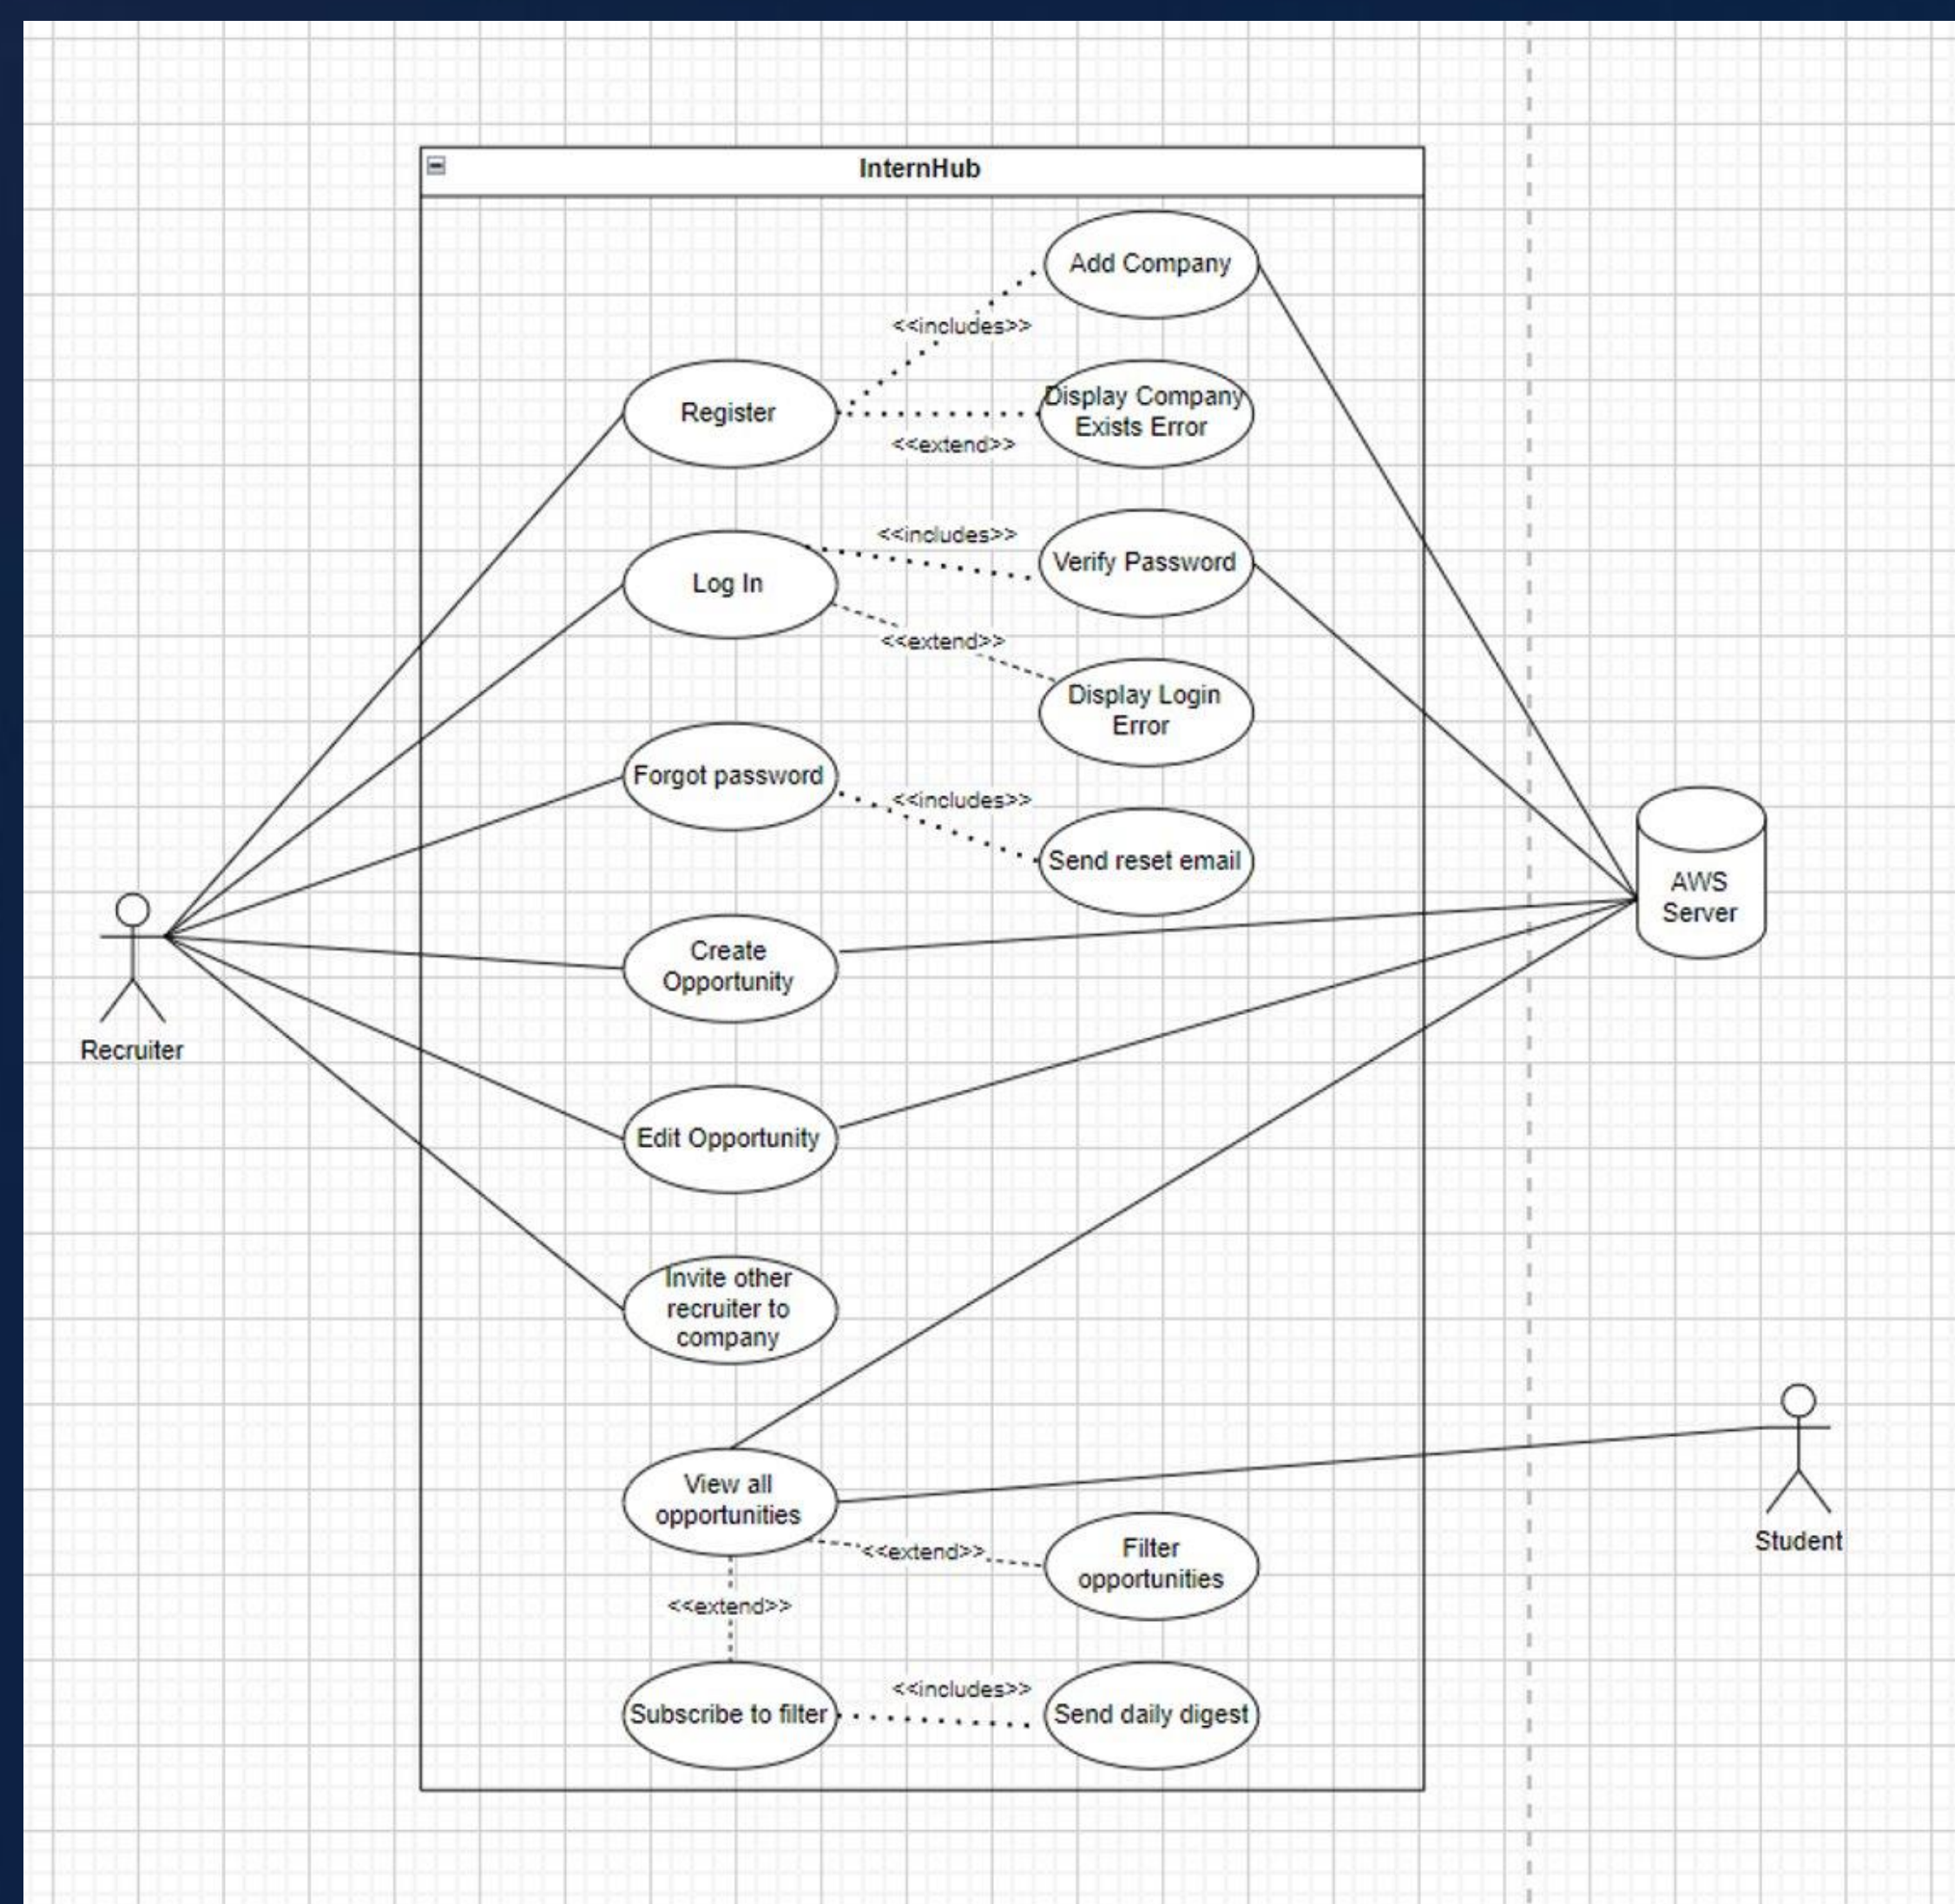 InternHub
Add Company
<<includes>>
Register
Display Company
Exists Error
<<extend>>
<<includes>>
Verify Password
Log In
<<extend>>
Display Login
Error
Forgot password
<<includes>>
Send reset email
AWS
Server
Create
Opportunity
Recruiter
Edit Opportunity
Invite other
recruiter to
company
View all
opportunities
<<extend>>
Filter
opportunities
Student
<<extend>>
<<includes>>
Subscribe to filter
Send daily digest